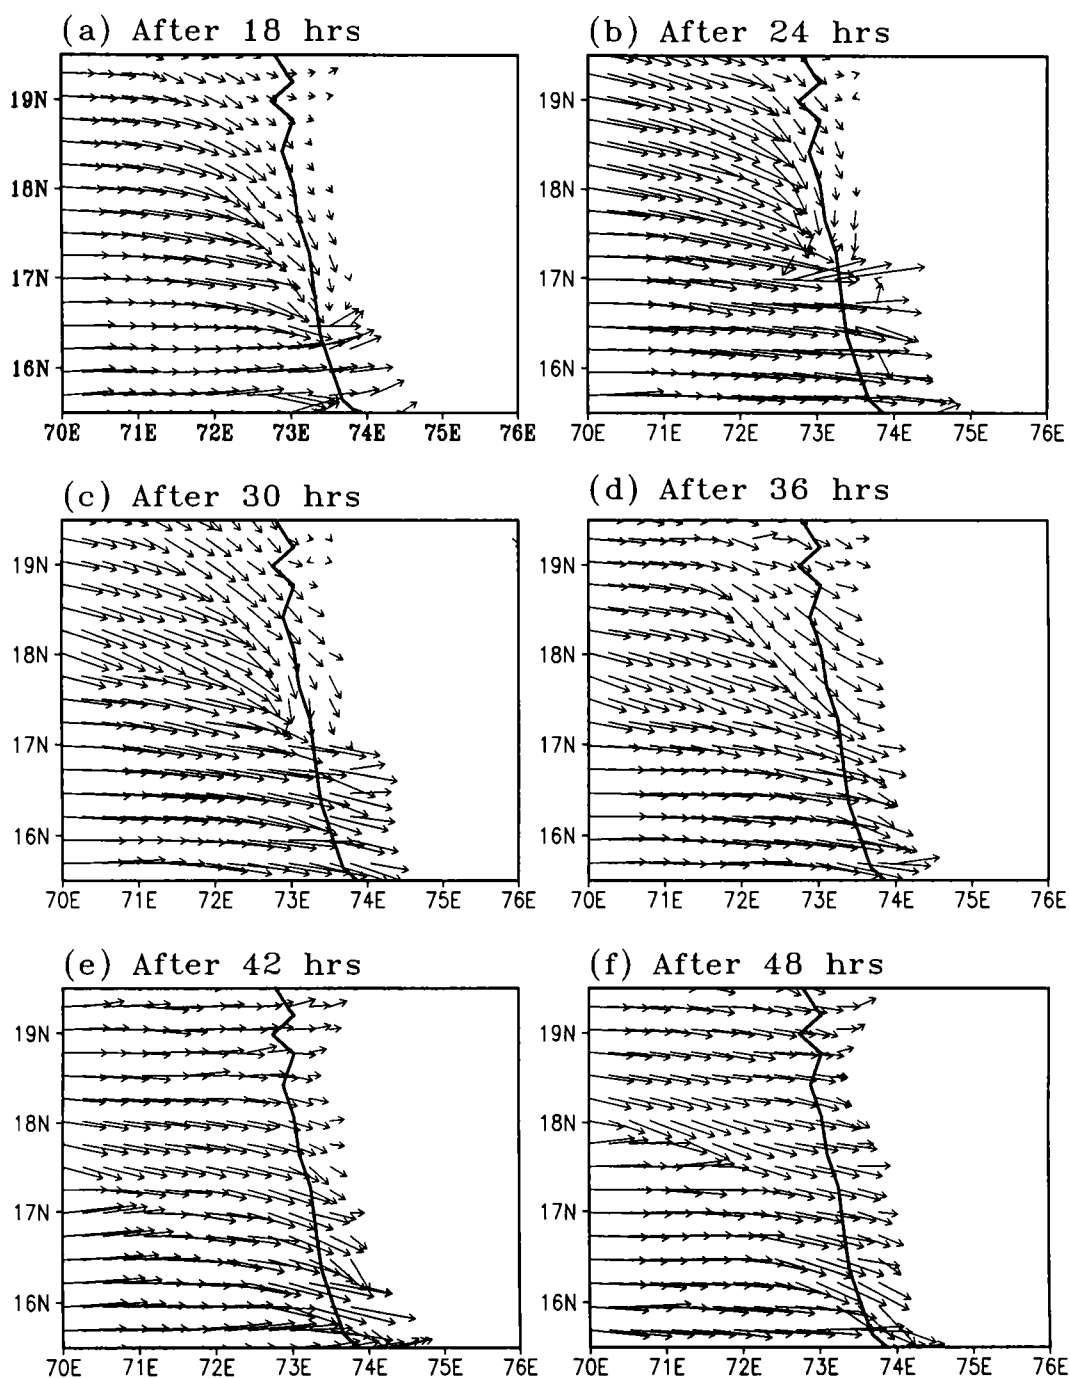 (a) After 18 hrs
19N
18N
17N
16N
70E 71E 72E 73E 74E 75E 76E
(b) After 24 hrs
19N
18N
17N
16N
70E 71E 72E 73E 74E 75E 76E
(c) After 30 hrs
19N
18N
17N
16N
70E 71E 72E 73E 74E 75E 76E
(d) After 36 hrs
19N
18N
17N
16N
70E 71E 72E 73E 74E 75E 76E
(e) After 42 hrs
19N
18N
17N
16N
70E 71E 72E 73E 74E 75E 76E
(f) After 48 hrs
19N
18N
17N
16N
70E 71E 72E 73E 74E 75E 76E